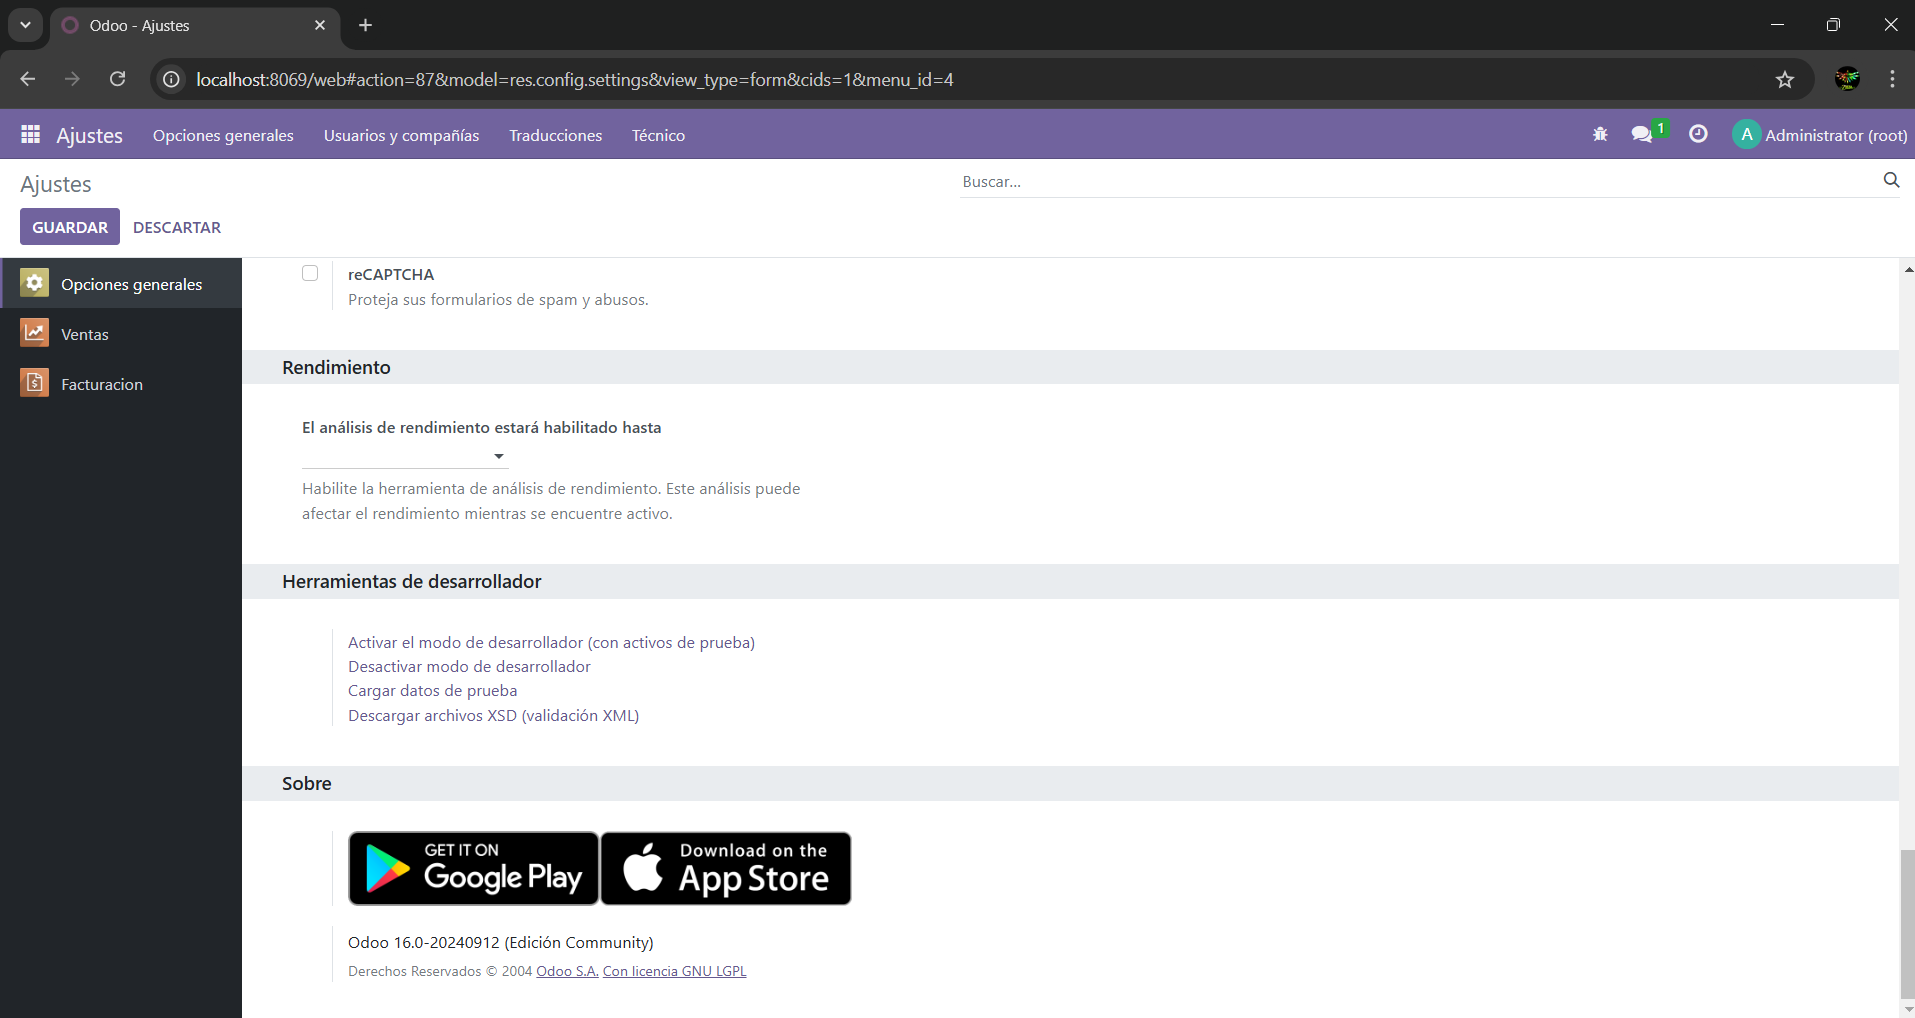 Odoo - Ajustes
localhost:8069/web#action=87&model=res.config.settings&view_type=form&cids=1&menu_id=4
Ajustes Opciones generales Usuarios y compañías Traducciones Técnico 1 A Administrator (root)
Ajustes
Buscar...
GUARDAR DESCARTAR
Opciones generales
Ventas
Facturacion
reCAPTCHA
Proteja sus formularios de spam y abusos.
Rendimiento
El análisis de rendimiento estará habilitado hasta
Habilite la herramienta de análisis de rendimiento. Este análisis puede
afectar el rendimiento mientras se encuentre activo.
Herramientas de desarrollador
Activar el modo de desarrollador (con activos de prueba)
Desactivar modo de desarrollador
Cargar datos de prueba
Descargar archivos XSD (validación XML)
Sobre
GET IT ON
Google Play
Download on the
App Store
Odoo 16.0-20240912 (Edición Community)
Derechos Reservados © 2004 Odoo S.A. Con licencia GNU LGPL